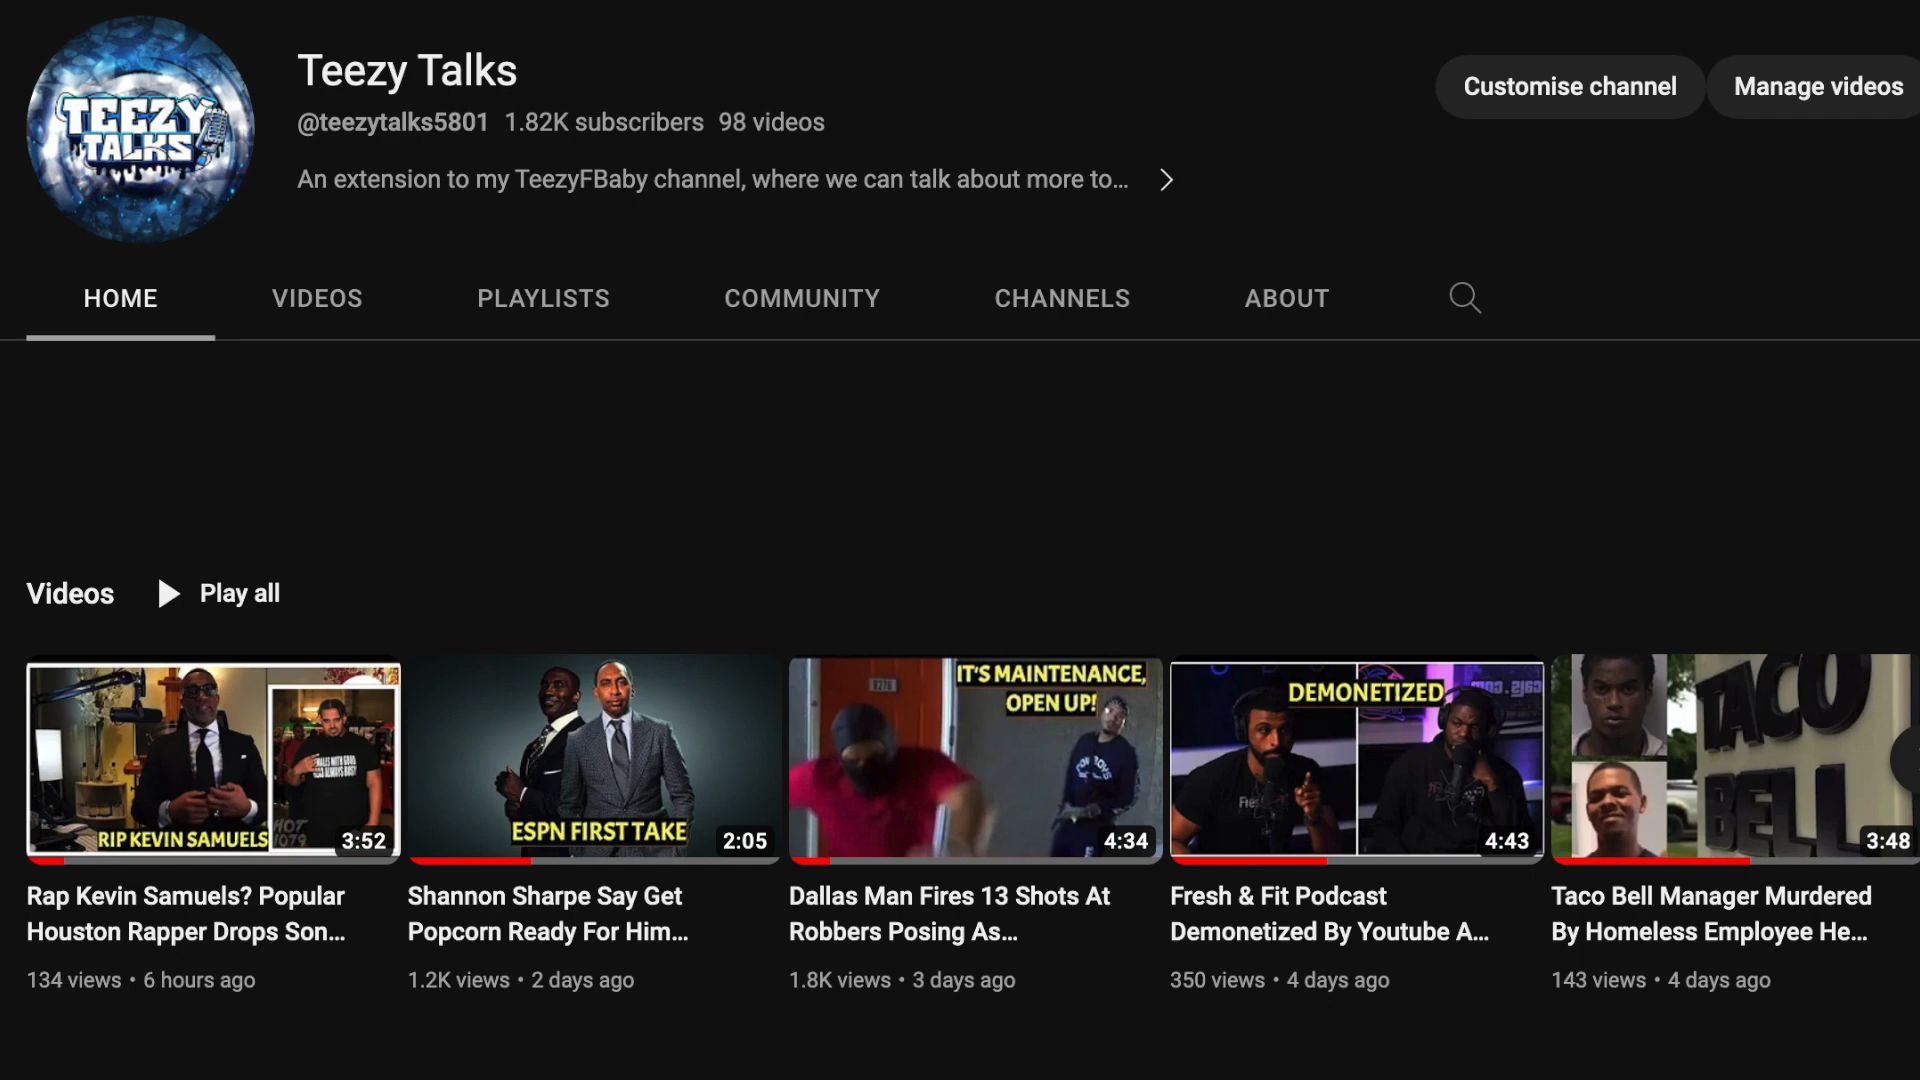 TEEZY
TALKS
Teezy Talks
@teezytalks5801 1.82K subscribers 98 videos
An extension to my TeezyFBaby channel, where we can talk about more to...
Customise channel
Manage videos
HOME
VIDEOS
PLAYLISTS
COMMUNITY
CHANNELS
ABOUT
Videos
Play all
RIP KEVIN SAMUELS
HOT
1079
3:52
ESPN FIRST TAKE
2:05
8276
IT'S MAINTENANCE,
OPEN UP!
4:34
DEMONETIZED
4:43
TACO
BELL
3:48
Rap Kevin Samuels? Popular
Houston Rapper Drops Son...
134 views • 6 hours ago
Shannon Sharpe Say Get
Popcorn Ready For Him...
1.2K views • 2 days ago
Dallas Man Fires 13 Shots At
Robbers Posing As...
1.8K views • 3 days ago
Fresh & Fit Podcast
Demonetized By Youtube A...
350 views • 4 days ago
Taco Bell Manager Murdered
By Homeless Employee He...
143 views • 4 days ago